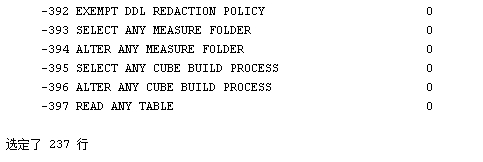 -392 EXEMPT DDL REDACTION POLICY 0
-393 SELECT ANY MEASURE FOLDER 0
-394 ALTER ANY MEASURE FOLDER 0
-395 SELECT ANY CUBE BUILD PROCESS 0
-396 ALTER ANY CUBE BUILD PROCESS 0
-397 READ ANY TABLE 0
选定了 237 行